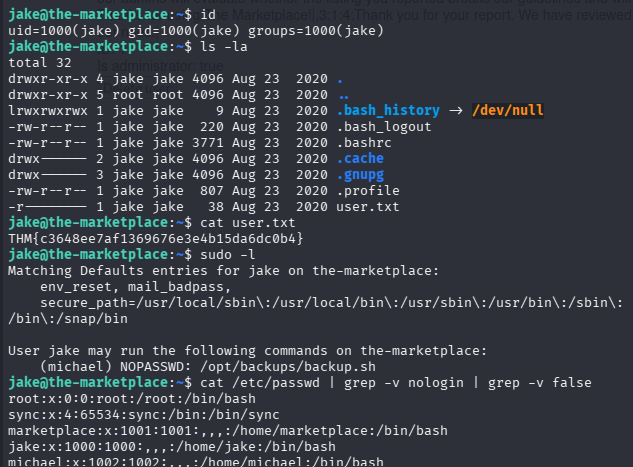 jake@the-marketplace:~$ id
uid=1000(jake) gid=1000(jake) groups=1000(jake)
jake@the-marketplace:~$ ls -la
total 32
drwxr-xr-x 4 jake jake 4096 Aug 23  2020 .
drwxr-xr-x 5 root root 4096 Aug 23  2020 ..
lrwxrwxrwx 1 jake jake    9 Aug 23  2020 .bash_history -> /dev/null
-rw-r--r-- 1 jake jake  220 Aug 23  2020 .bash_logout
-rw-r--r-- 1 jake jake 3771 Aug 23  2020 .bashrc
drwx------ 2 jake jake 4096 Aug 23  2020 .cache
drwx------ 3 jake jake 4096 Aug 23  2020 .gnupg
-rw-r--r-- 1 jake jake  807 Aug 23  2020 .profile
-r-------- 1 jake jake   38 Aug 23  2020 user.txt
jake@the-marketplace:~$ cat user.txt
THM{c3648ee7af1369676e3e4b15da6dc0b4}
jake@the-marketplace:~$ sudo -l
Matching Defaults entries for jake on the-marketplace:
    env_reset, mail_badpass,
    secure_path=/usr/local/sbin\:/usr/local/bin\:/usr/sbin\:/usr/bin\:/sbin\:
/bin\:/snap/bin

User jake may run the following commands on the-marketplace:
    (michael) NOPASSWD: /opt/backups/backup.sh
jake@the-marketplace:~$ cat /etc/passwd | grep -v nologin | grep -v false
root:x:0:0:root:/root:/bin/bash
sync:x:4:65534:sync:/bin:/bin/sync
marketplace:x:1001:1001:,,,:/home/marketplace:/bin/bash
jake:x:1000:1000:,,,:/home/jake:/bin/bash
michael:x:1002:1002:,,,:/home/michael:/bin/bash